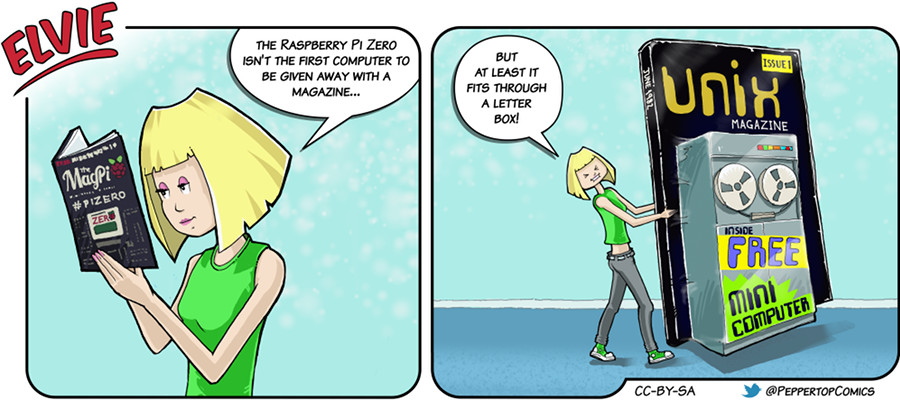 ELVIE
THE RASPBERRY PI ZERO
ISN'T THE FIRST COMPUTER TO
BE GIVEN AWAY WITH A
MAGAZINE...
the
MagPi
#PIZERO
ZERO
BUT
AT LEAST IT
FITS THROUGH
A LETTER
BOX!
JUNE 1982
ISSUE 1
Unix
MAGAZINE
INSIDE
FREE
MINI
COMPUTER
CC-BY-SA
@PEPPERTOPCOMICS